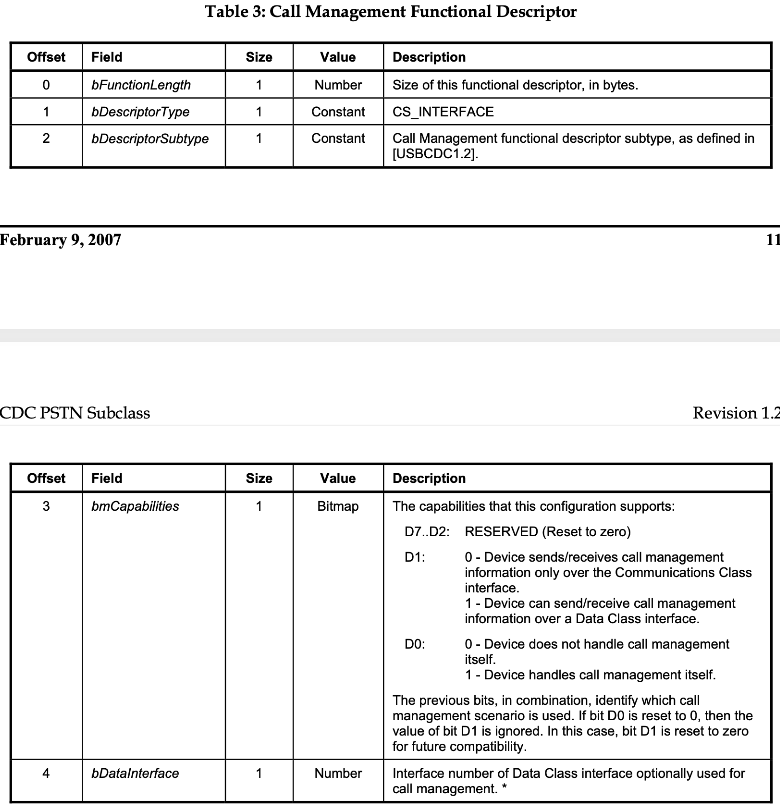 Table 3: Call Management Functional Descriptor
Offset Field Size Value Description
0 bFunctionLength 1 Number Size of this functional descriptor, in bytes.
1 bDescriptorType 1 Constant CS_INTERFACE
2 bDescriptorSubtype 1 Constant Call Management functional descriptor subtype, as defined in
[USBCDC1.2].
February 9, 2007 11
CDC PSTN Subclass Revision 1.2
Offset Field Size Value Description
3 bmCapabilities 1 Bitmap The capabilities that this configuration supports:
D7..D2: RESERVED (Reset to zero)
D1: 0 - Device sends/receives call management
information only over the Communications Class
interface.
1 - Device can send/receive call management
information over a Data Class interface.
D0: 0 - Device does not handle call management
itself.
1 - Device handles call management itself.
The previous bits, in combination, identify which call
management scenario is used. If bit D0 is reset to 0, then the
value of bit D1 is ignored. In this case, bit D1 is reset to zero
for future compatibility.
4 bDataInterface 1 Number Interface number of Data Class interface optionally used for
call management. *